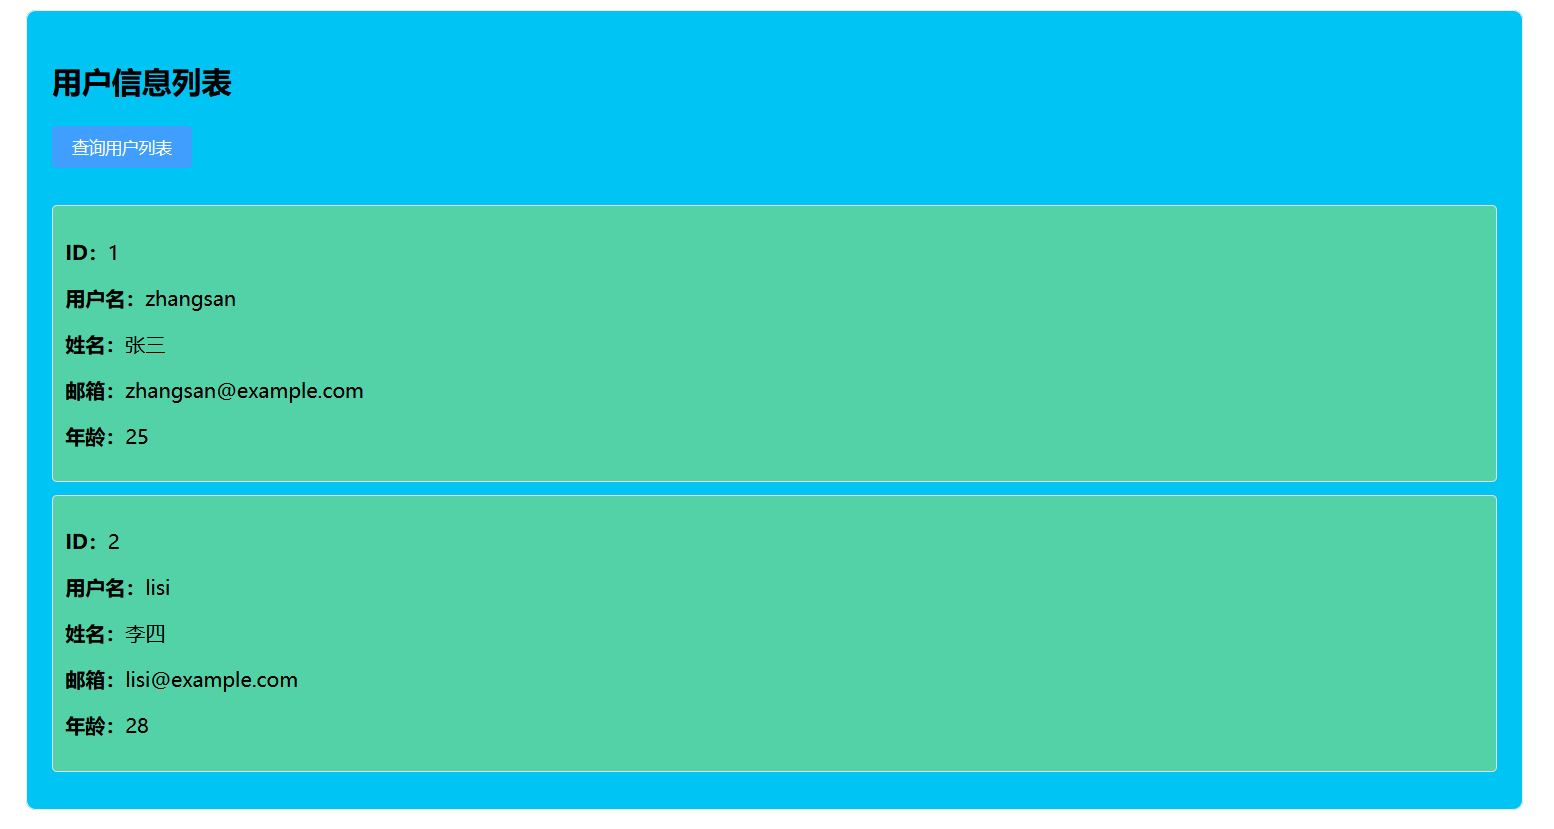 用户信息列表
查询用户列表
ID：1
用户名：zhangsan
姓名：张三
邮箱：zhangsan@example.com
年龄：25
ID：2
用户名：lisi
姓名：李四
邮箱：lisi@example.com
年龄：28